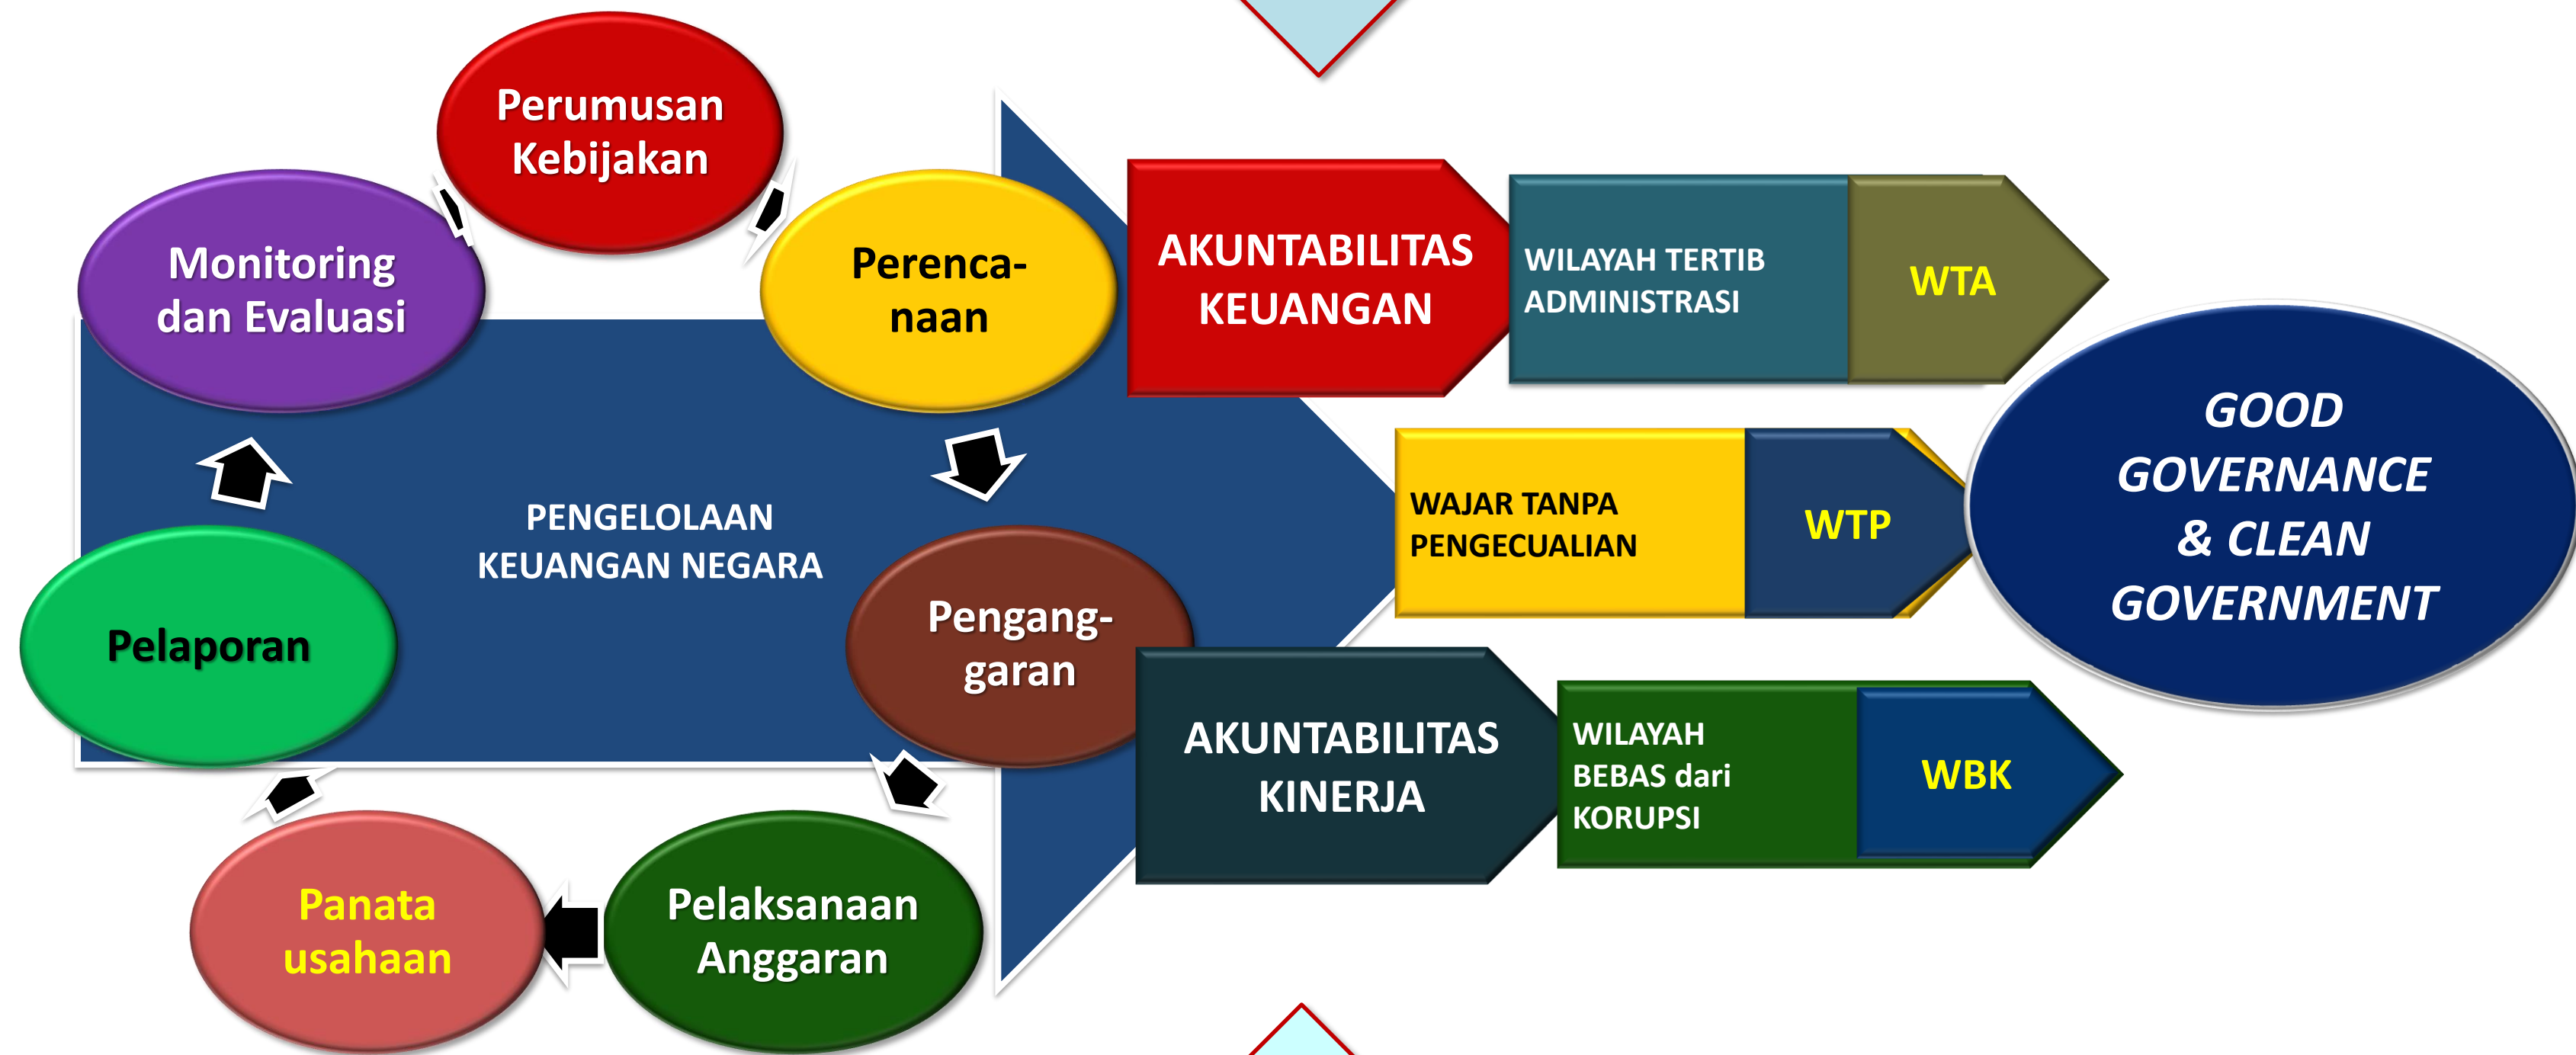 Perumusan
Kebijakan
Monitoring
dan Evaluasi
Perenca-
naan
PENGELOLAAN
KEUANGAN NEGARA
Pengang-
garan
Pelaporan
Panata
usahaan
Pelaksanaan
Anggaran
AKUNTABILITAS
KEUANGAN
WILAYAH TERTIB
ADMINISTRASI
WTA
WAJAR TANPA
PENGECUALIAN
WTP
AKUNTABILITAS
KINERJA
WILAYAH
BEBAS dari
KORUPSI
WBK
GOOD
GOVERNANCE
& CLEAN
GOVERNMENT